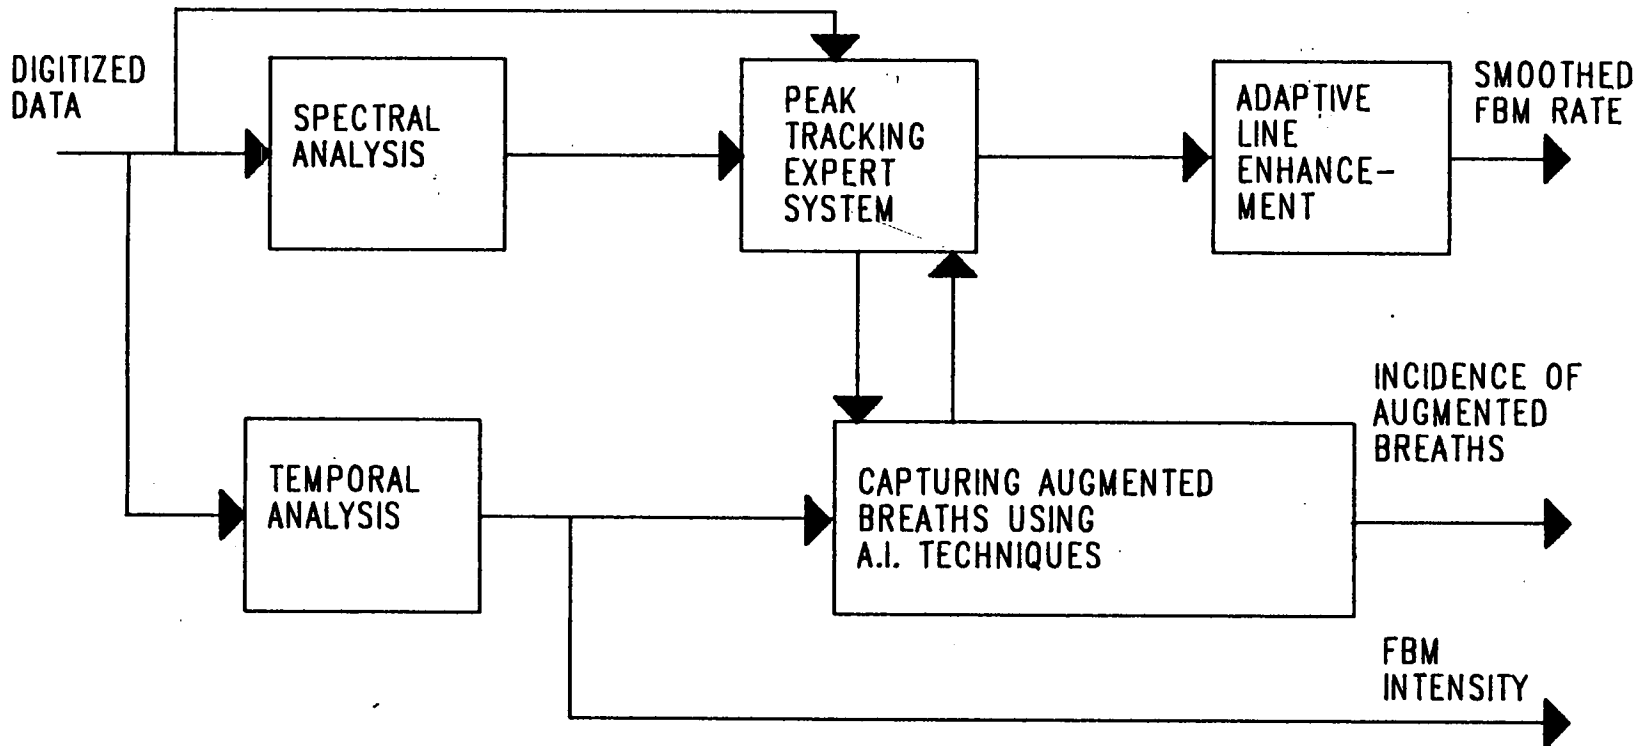 DIGITIZED
DATA
SPECTRAL
ANALYSIS
PEAK
TRACKING
EXPERT
SYSTEM
ADAPTIVE
LINE
ENHANCE-
MENT
SMOOTHED
FBM RATE
TEMPORAL
ANALYSIS
CAPTURING AUGMENTED
BREATHS USING
A.I. TECHNIQUES
INCIDENCE OF
AUGMENTED
BREATHS
FBM
INTENSITY